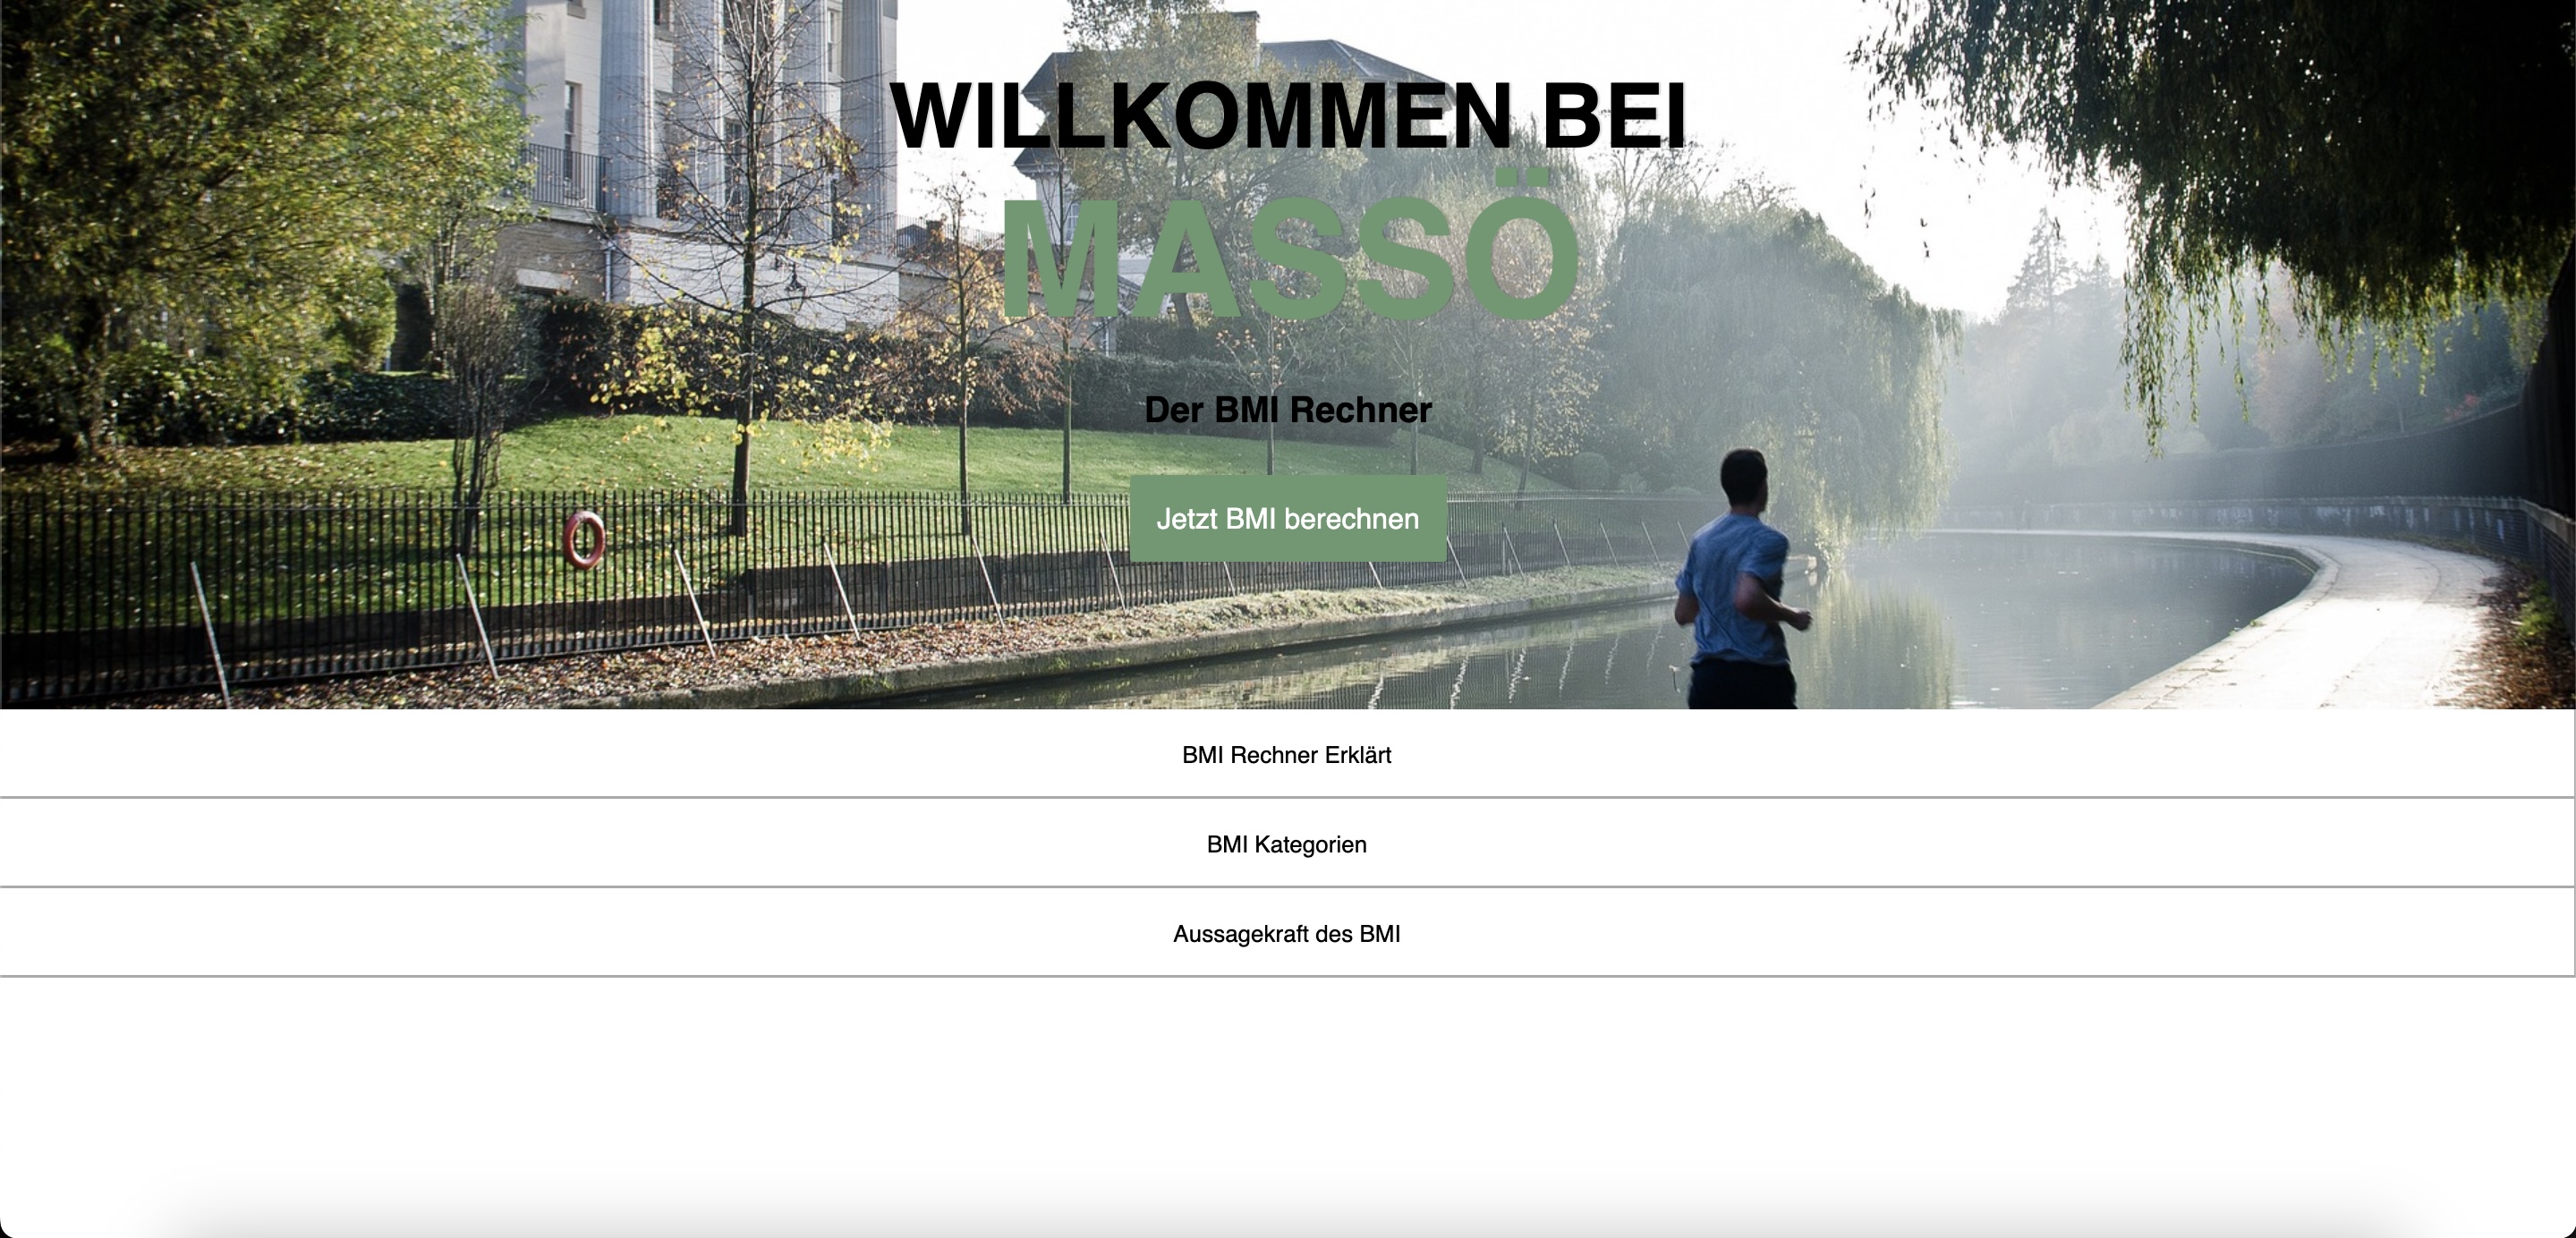 WILLKOMMEN BEI
MASSÖ
Der BMI Rechner
Jetzt BMI berechnen
BMI Rechner Erklärt
BMI Kategorien
Aussagekraft des BMI